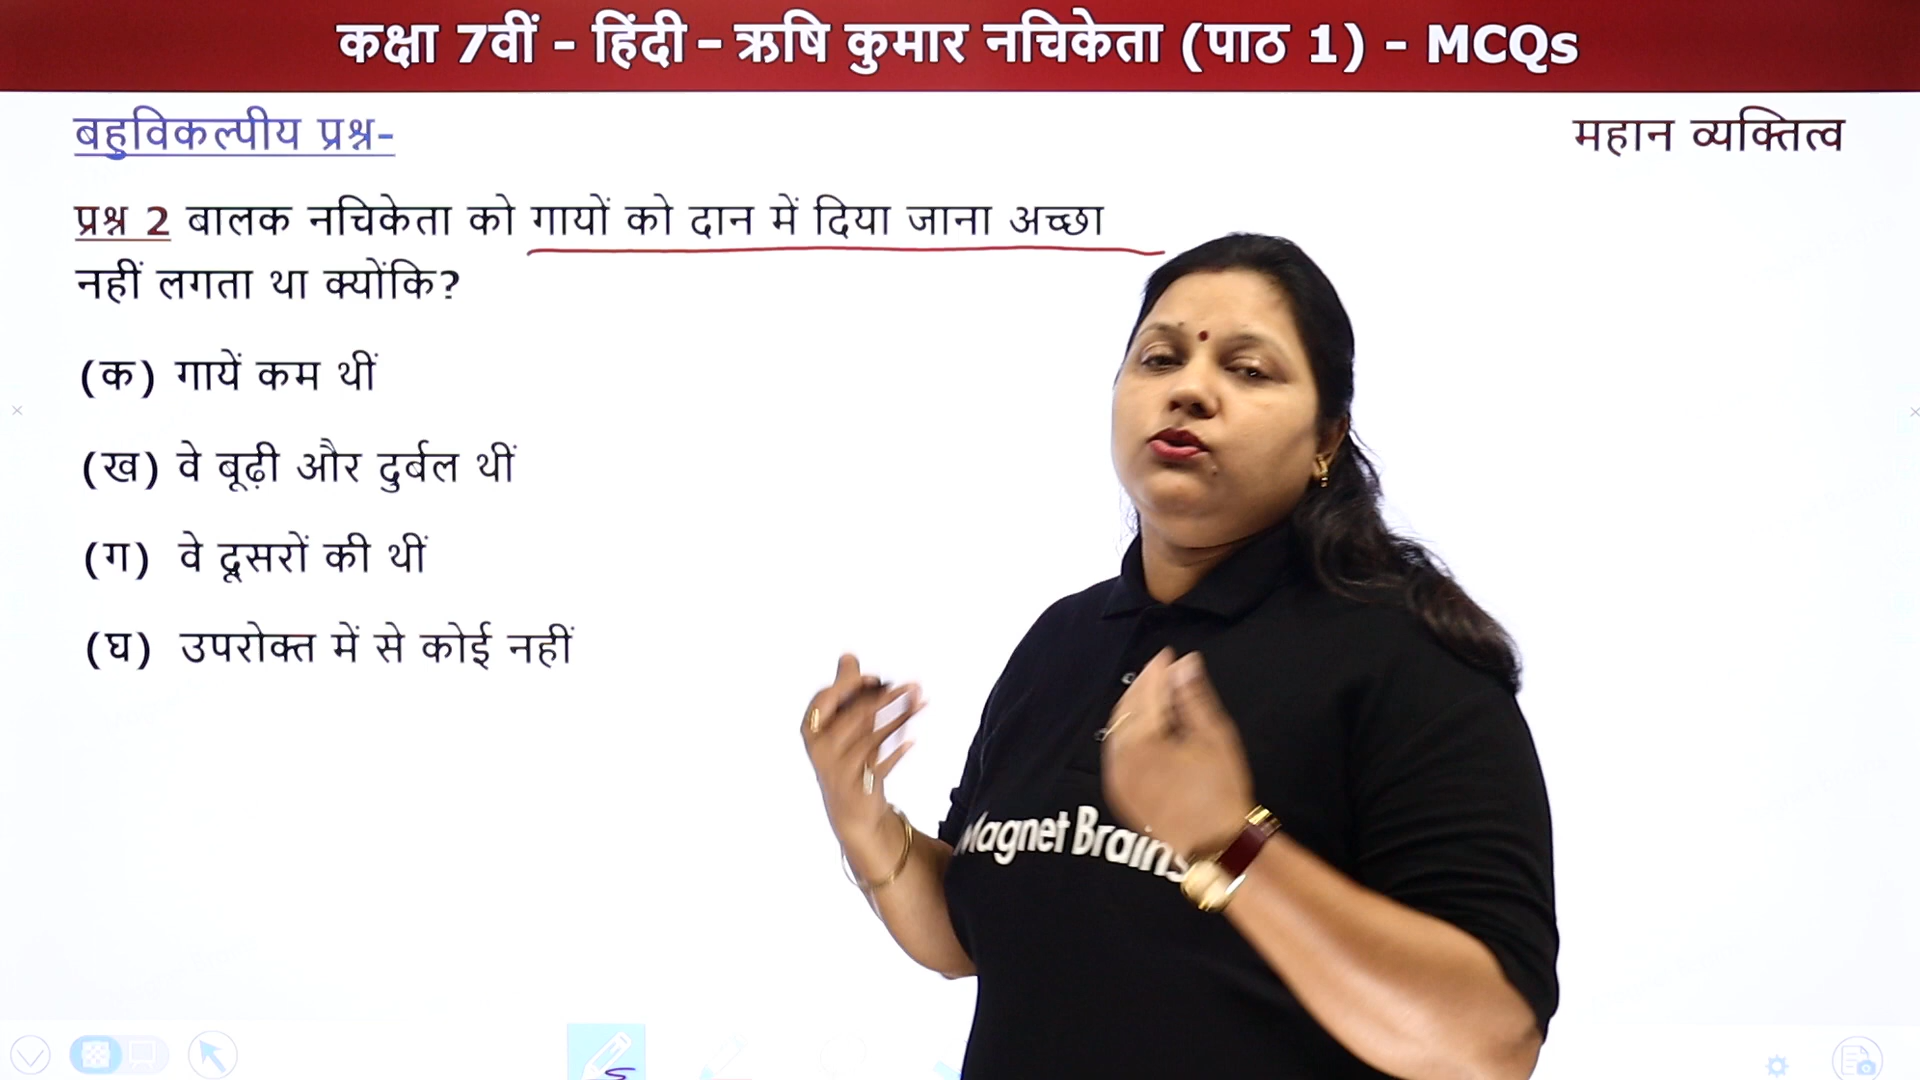 कक्षा 7वीं - हिंदी - ऋषि कुमार नचिकेता (पाठ 1) - MCQs
बहुविकल्पीय प्रश्न-
महान व्यक्तित्व
प्रश्न 2 बालक नचिकेता को गायों को दान में दिया जाना अच्छा
नहीं लगता था क्योंकि?
(क) गायें कम थीं
(ख) वे बूढ़ी और दुर्बल थीं
(ग) वे दूसरों की थीं
(घ) उपरोक्त में से कोई नहीं
Magnet Brains